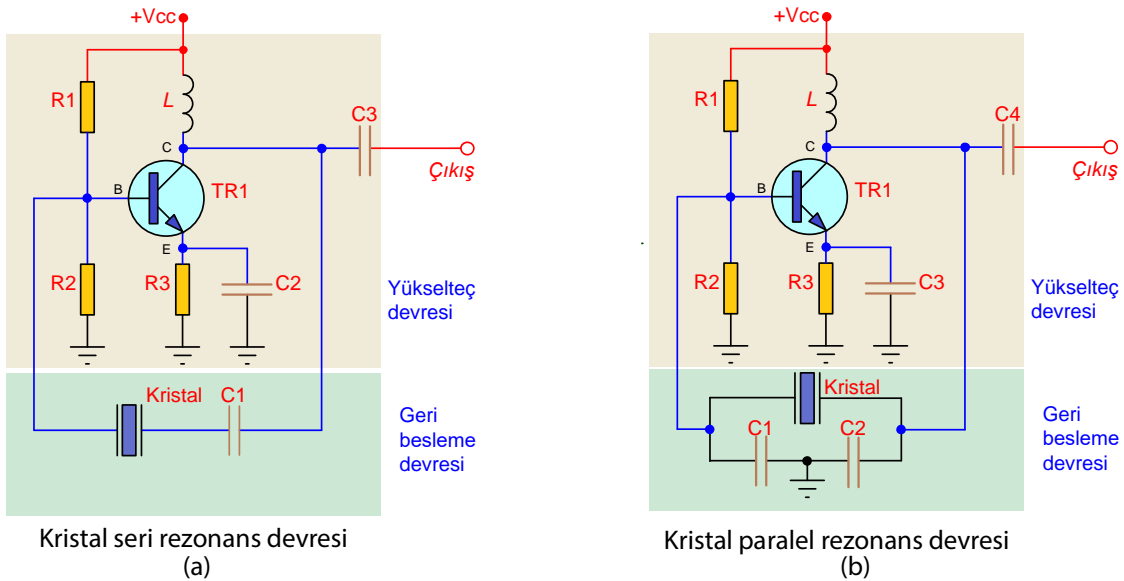 +Vcc
R1
L
C3
C
Çıkış
B
TR1
E
R2
R3
C2
Yükselteç
devresi
Kristal
C1
Geri
besleme
devresi
Kristal seri rezonans devresi
(a)
+Vcc
R1
L
C4
C
Çıkış
B
TR1
E
R2
R3
C3
Yükselteç
devresi
Kristal
C1
C2
Geri
besleme
devresi
Kristal paralel rezonans devresi
(b)